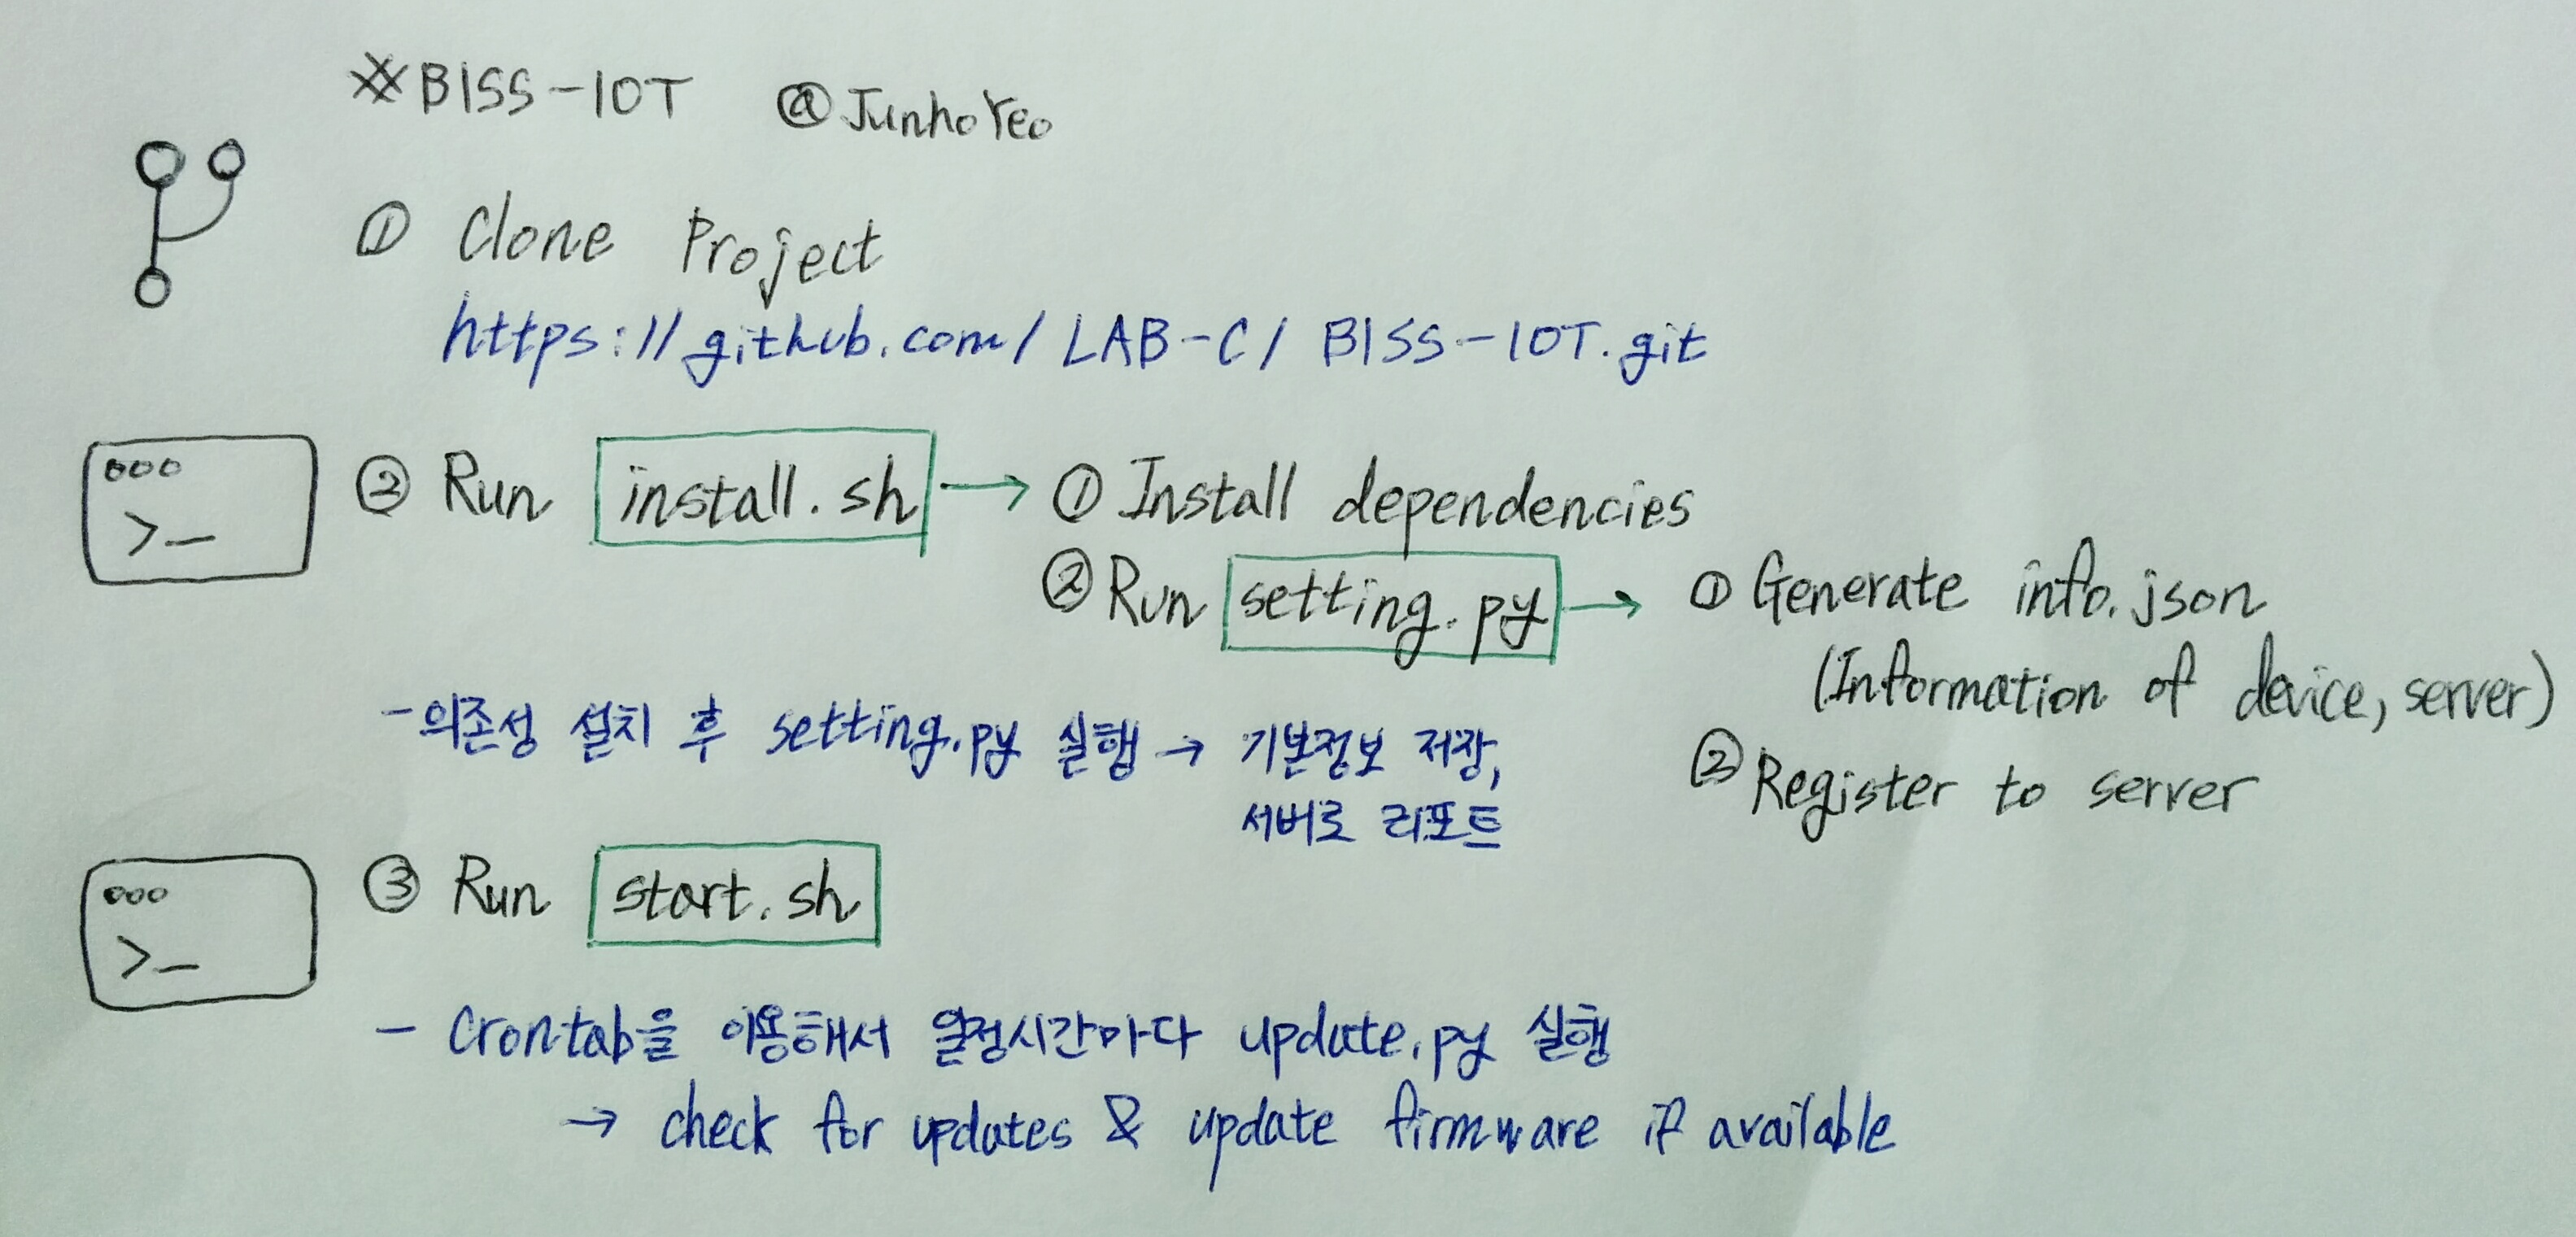 ※BISS-IOT @JunhoYeo
① Clone Project
https://github.com/LAB-C/BISS-IOT.git
ooo
>_
② Run install.sh → ① Install dependencies
② Run setting.py → ① Generate info.json
(Information of device, server)
② Register to server
- 의존성 설치 후 setting.py 실행 → 기본정보 저장,
서버로 리포트
ooo
>_
③ Run start.sh
- Crontab을 이용해서 일정시간마다 update.py 실행
→ check for updates & update firmware if available